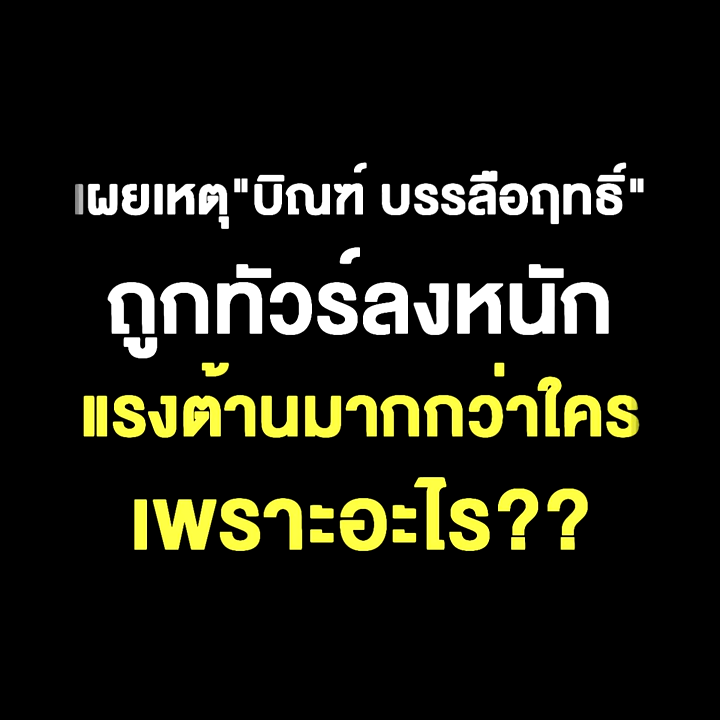 เผยเหตุ"บิณฑ์ บรรลือฤทธิ์"
ถูกทัวร์ลงหนัก
แรงต้านมากกว่าใคร
เพราะอะไร??